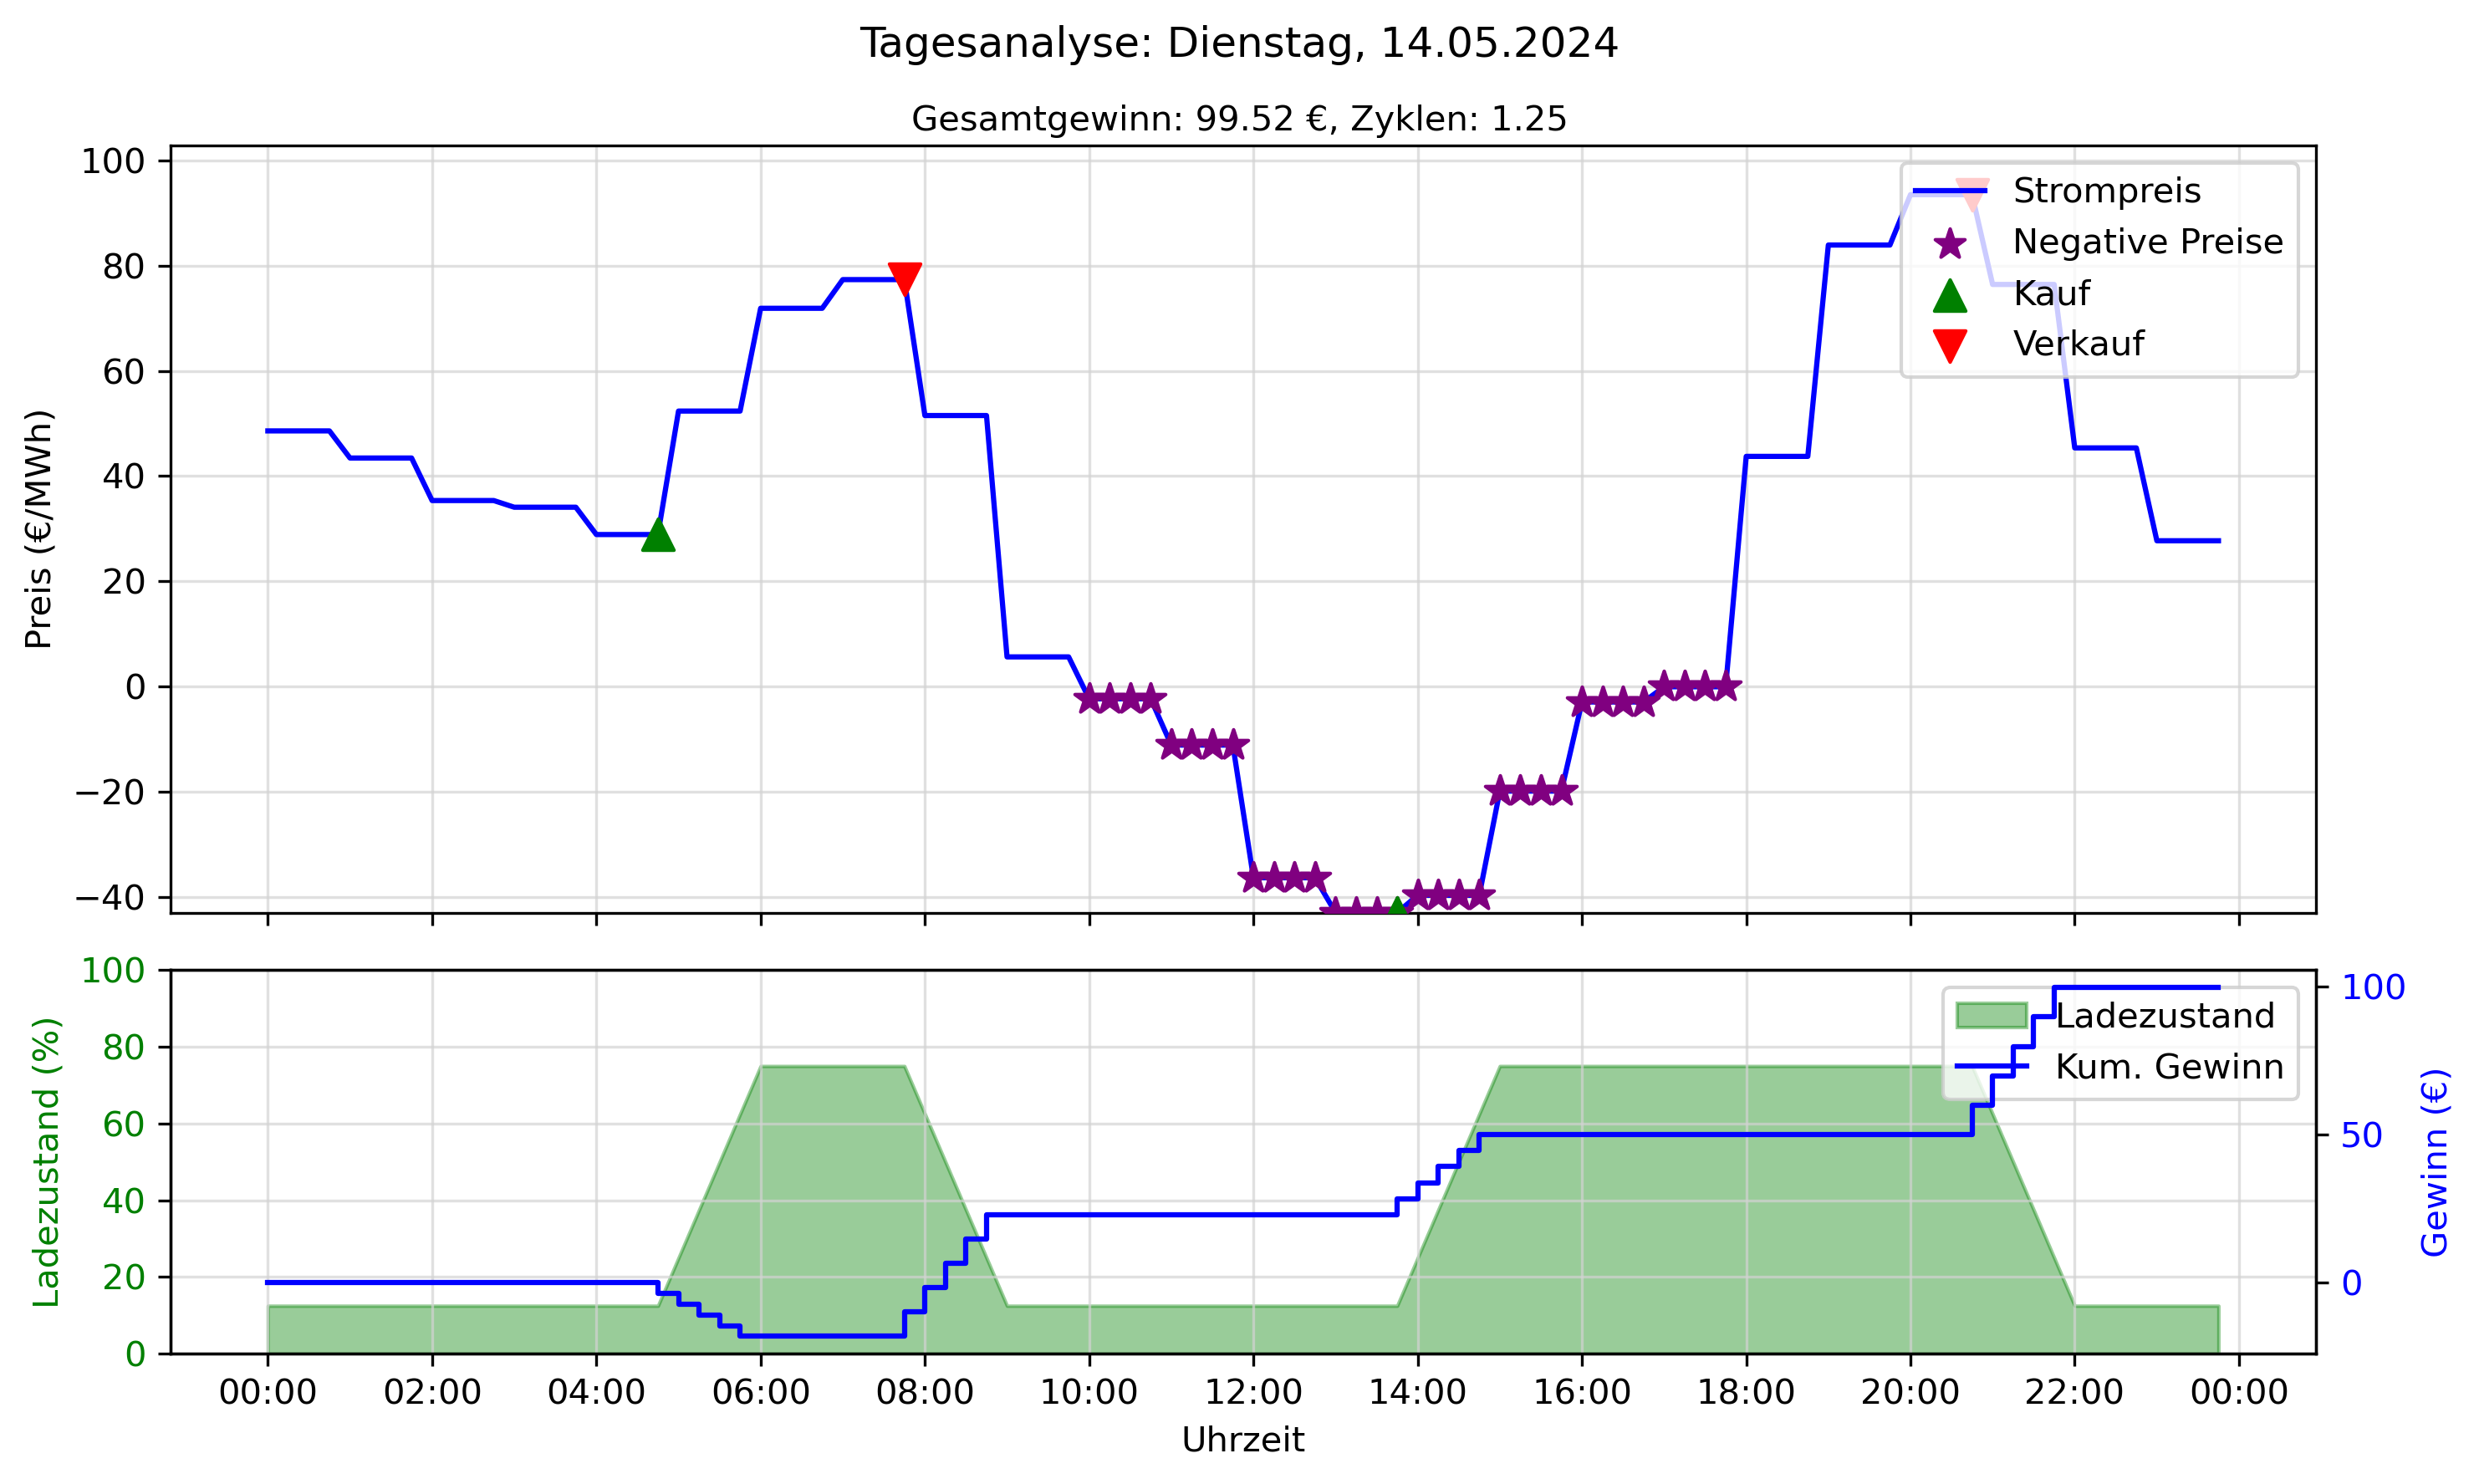 Tagesanalyse: Dienstag, 14.05.2024
Gesamtgewinn: 99.52 €, Zyklen: 1.25
Preis (€/MWh)
100
80
60
40
20
0
−20
−40
Strompreis
Negative Preise
Kauf
Verkauf
Ladezustand (%)
100
80
60
40
20
0
Ladezustand
Kum. Gewinn
100
50
0
Gewinn (€)
00:00 02:00 04:00 06:00 08:00 10:00 12:00 14:00 16:00 18:00 20:00 22:00 00:00
Uhrzeit